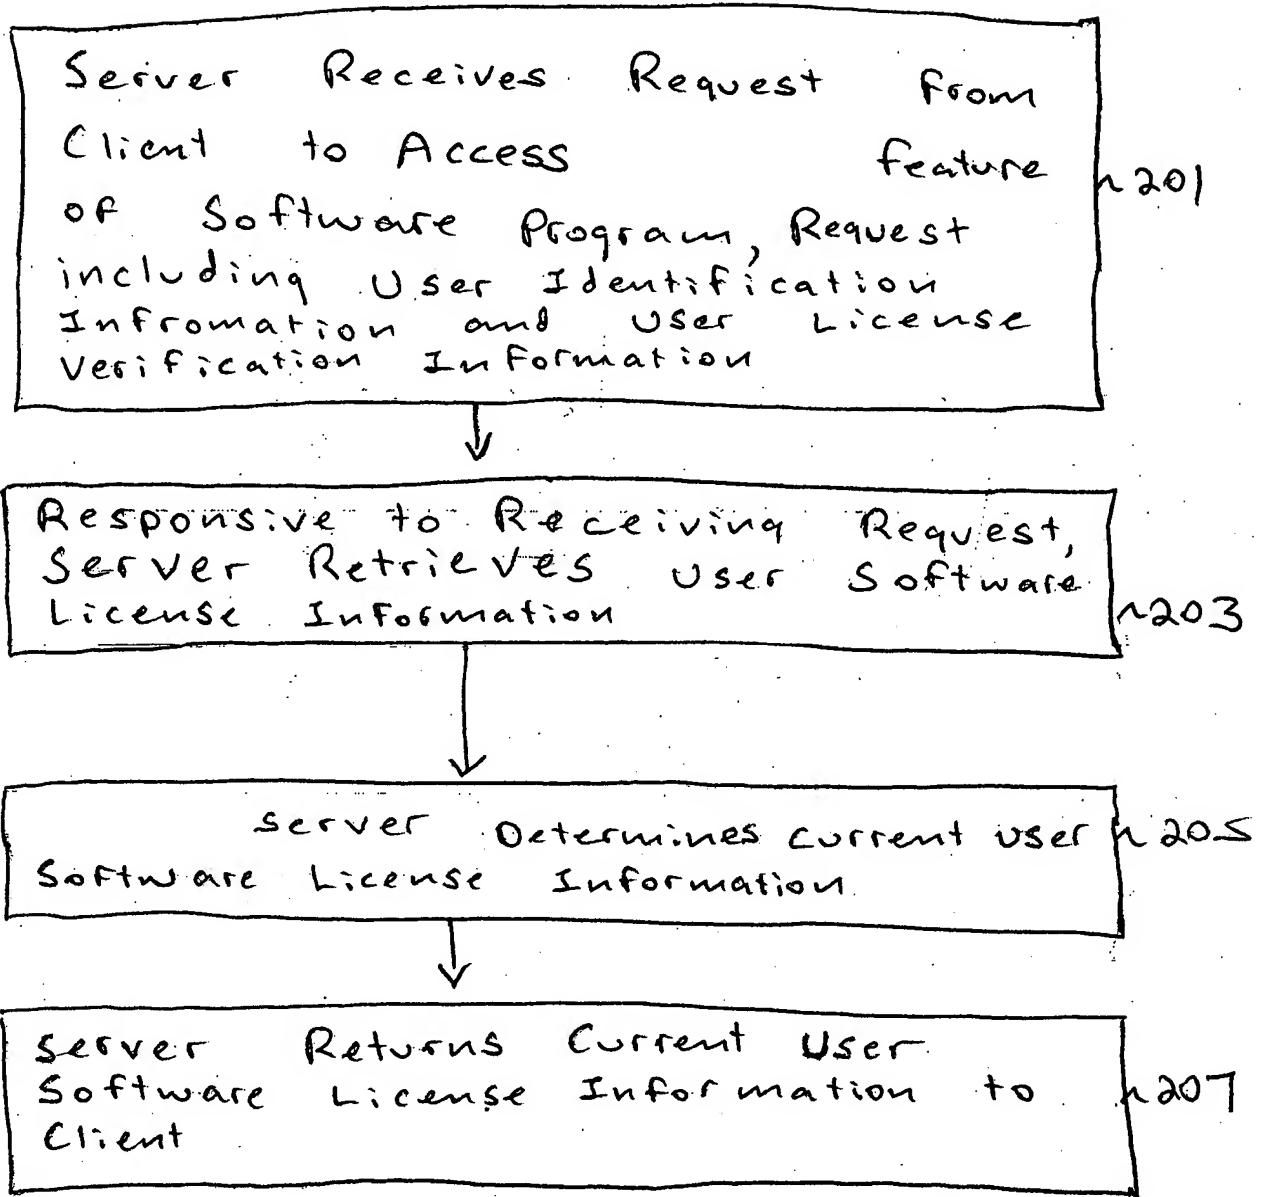 Server Receives Request From
Client to Access Feature
of Software Program, Request
including User Identification
Infromation and User License
Verification Information
~201
Responsive to Receiving Request,
Server Retrieves User Software
License Information
~203
Server Determines Current User
Software License Information
~205
Server Returns Current User
Software License Information to
Client
~207